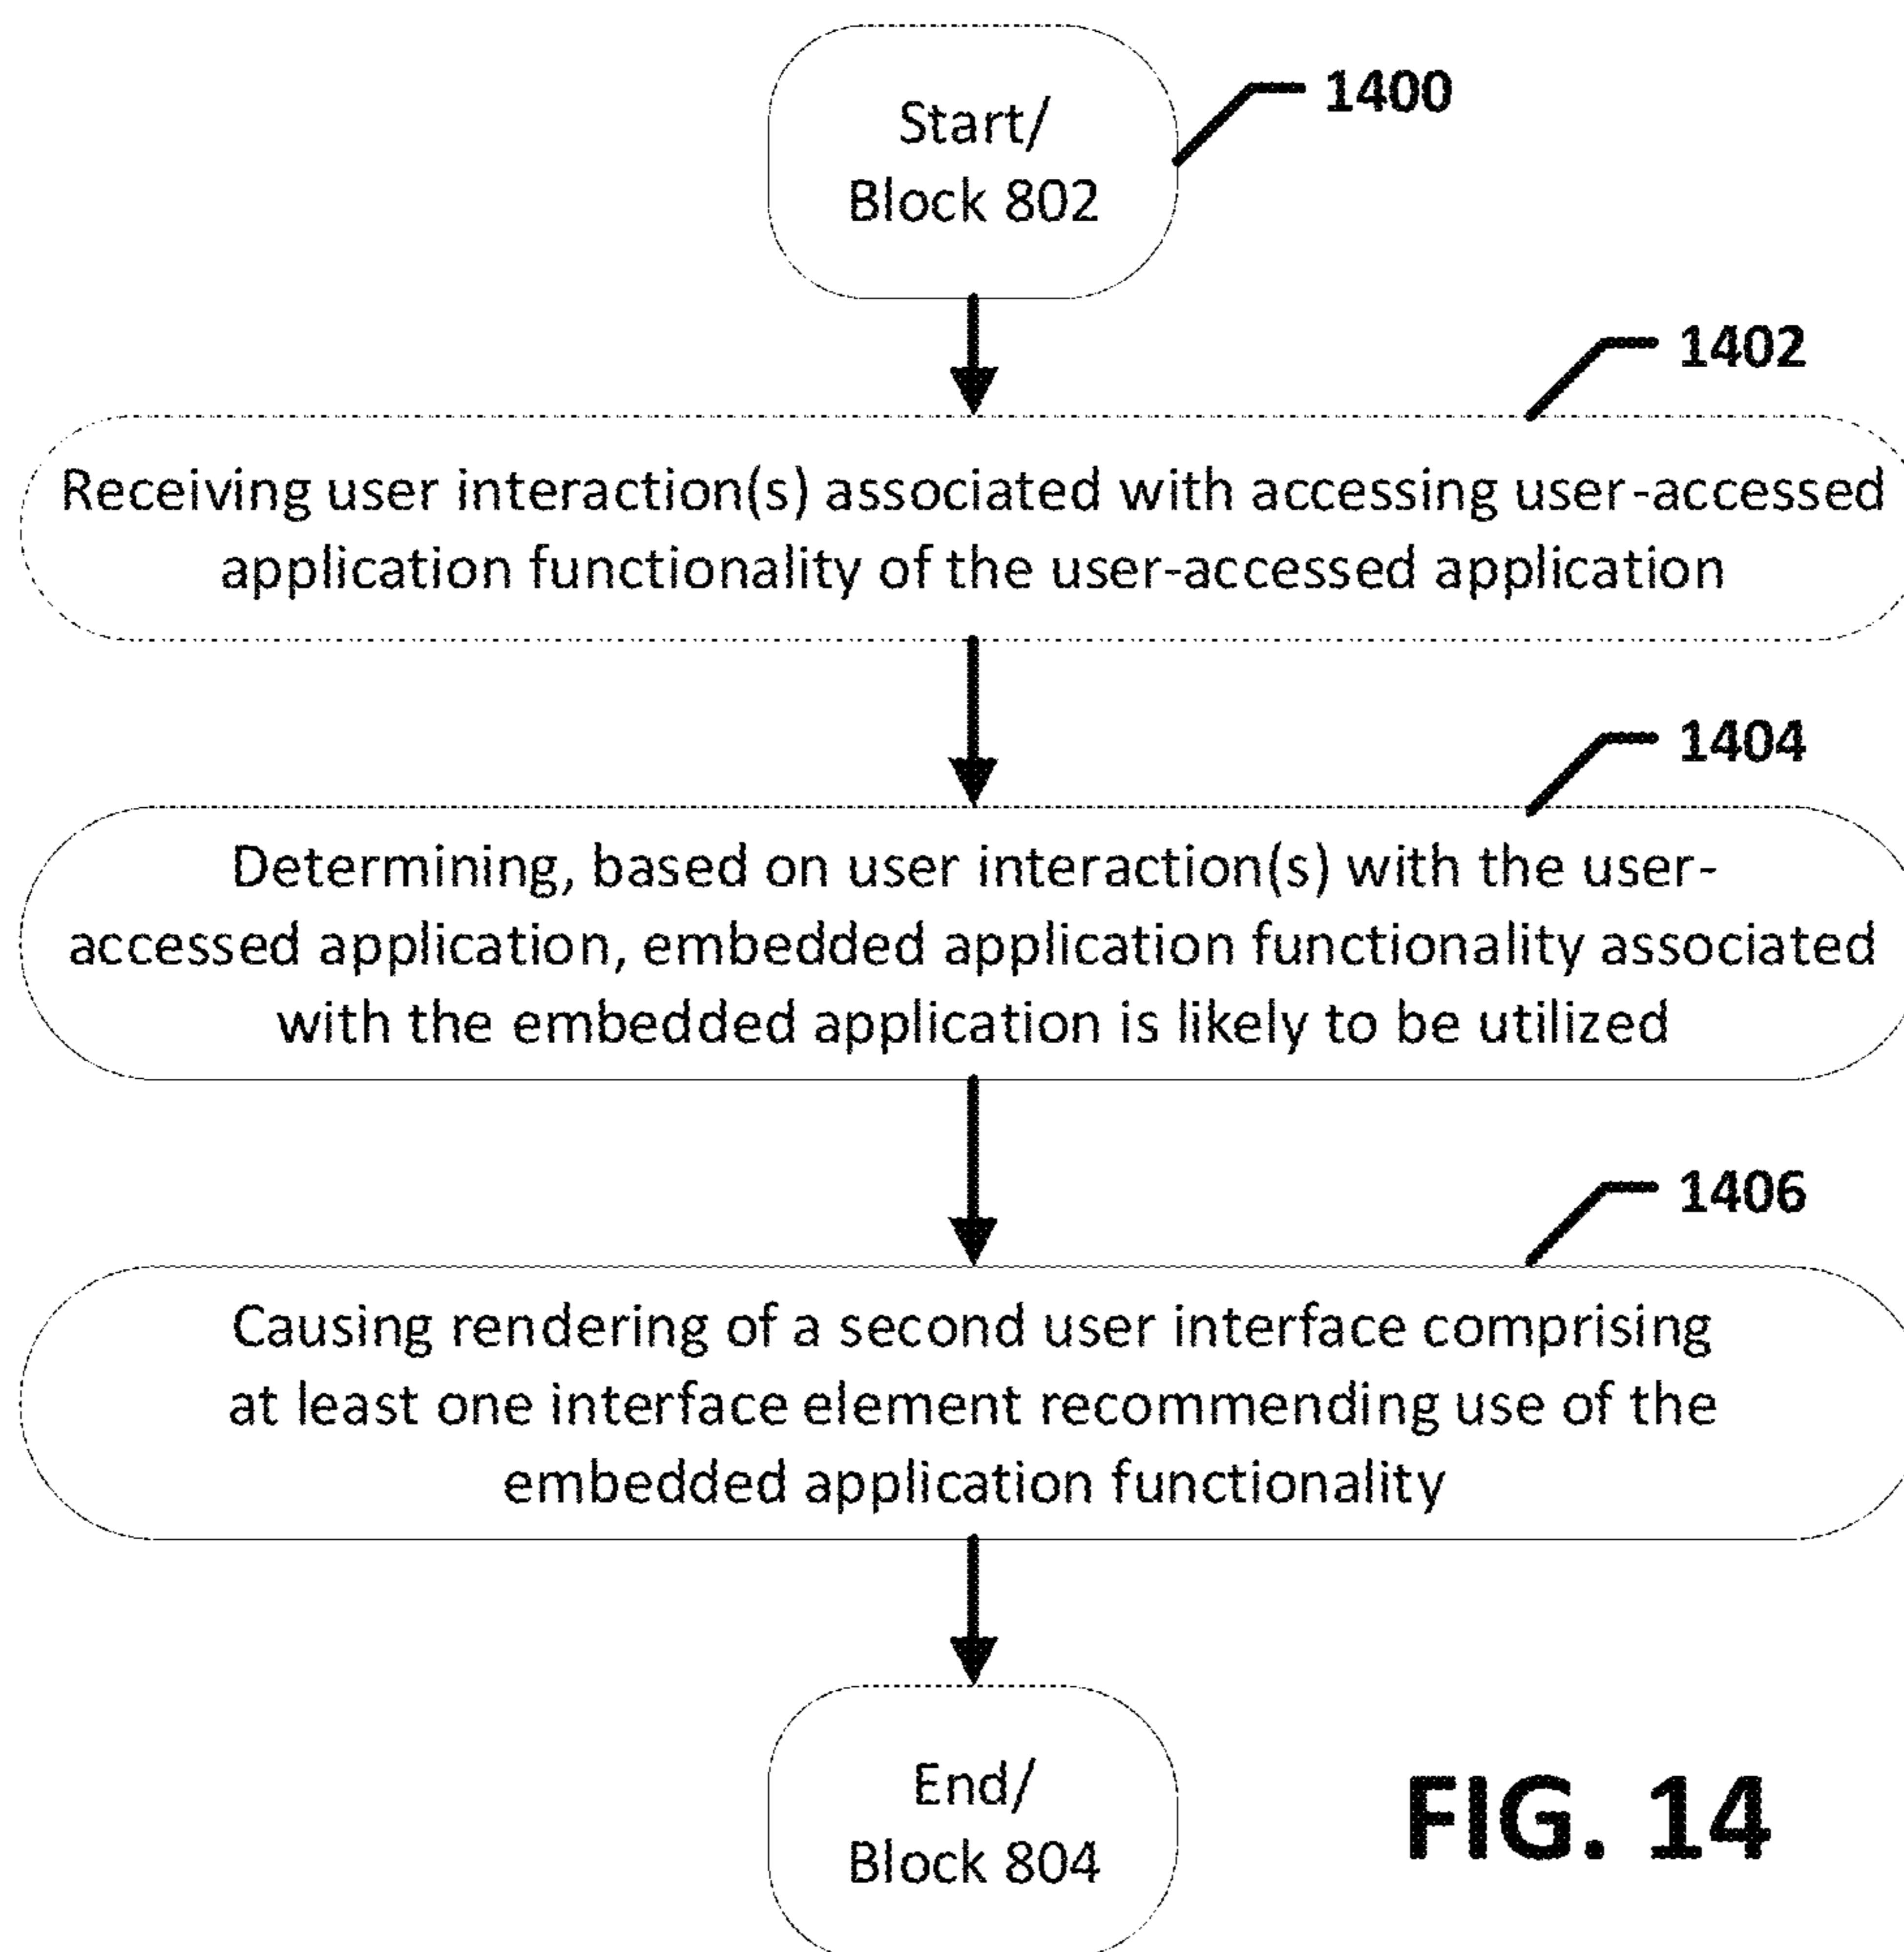 Start/
Block 802
1400
1402
Receiving user interaction(s) associated with accessing user-accessed
application functionality of the user-accessed application
1404
Determining, based on user interaction(s) with the user-
accessed application, embedded application functionality associated
with the embedded application is likely to be utilized
1406
Causing rendering of a second user interface comprising
at least one interface element recommending use of the
embedded application functionality
End/
Block 804
FIG. 14